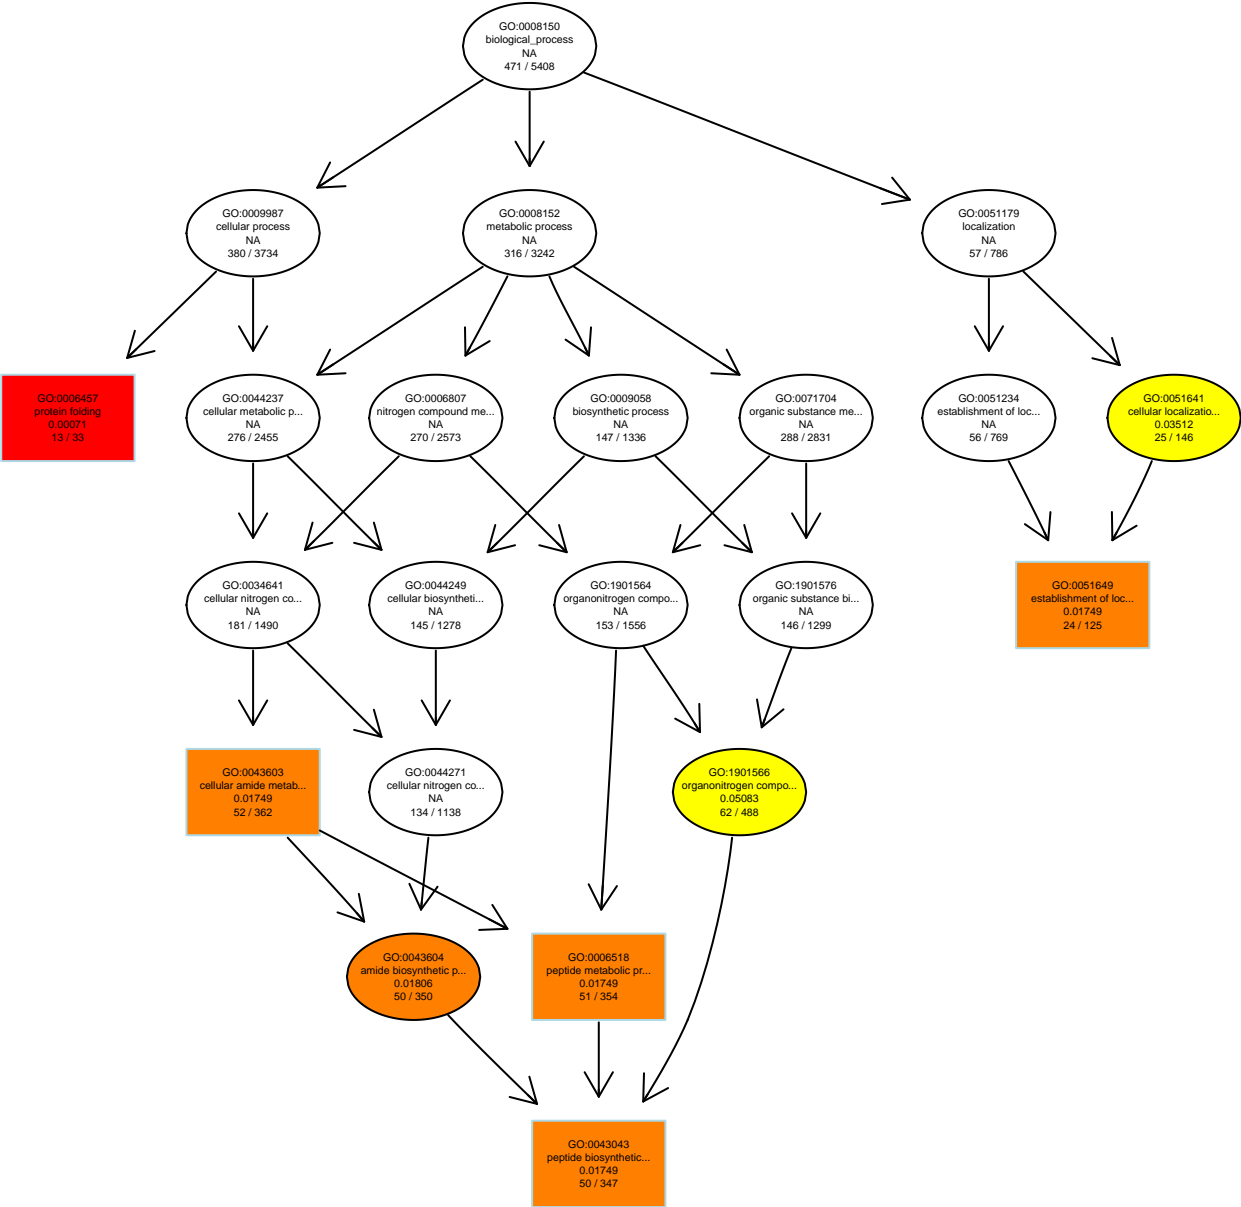 GO:0008150
biological_process
NA
471 / 5408
GO:0009987
cellular process
NA
380 / 3734
GO:0008152
metabolic process
NA
316 / 3242
GO:0051179
localization
NA
57 / 786
GO:0006457
protein folding
0.00071
13 / 33
GO:0044237
cellular metabolic p...
NA
276 / 2455
GO:0006807
nitrogen compound me...
NA
270 / 2573
GO:0009058
biosynthetic process
NA
147 / 1336
GO:0071704
organic substance me...
NA
288 / 2831
GO:0051234
establishment of loc...
NA
56 / 769
GO:0051641
cellular localizatio...
0.03512
25 / 146
GO:0034641
cellular nitrogen co...
NA
181 / 1490
GO:0044249
cellular biosyntheti...
NA
145 / 1278
GO:1901564
organonitrogen compo...
NA
153 / 1556
GO:1901576
organic substance bi...
NA
146 / 1299
GO:0051649
establishment of loc...
0.01749
24 / 125
GO:0043603
cellular amide metab...
0.01749
52 / 362
GO:0044271
cellular nitrogen co...
NA
134 / 1138
GO:1901566
organonitrogen compo...
0.05083
62 / 488
GO:0043604
amide biosynthetic p...
0.01806
50 / 350
GO:0006518
peptide metabolic pr...
0.01749
51 / 354
GO:0043043
peptide biosynthetic...
0.01749
50 / 347